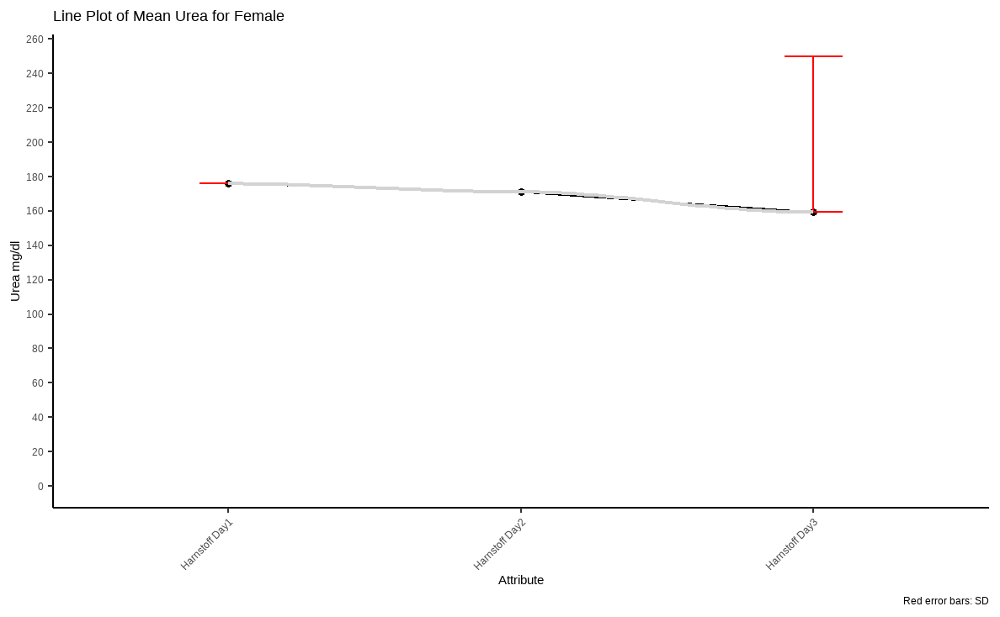 Line Plot of Mean Urea for Female
260
240
220
200
180
160
140
120
100
80
60
40
20
0
Urea mg/dl
Harnstoff Day1
Harnstoff Day2
Harnstoff Day3
Attribute
Red error bars: SD